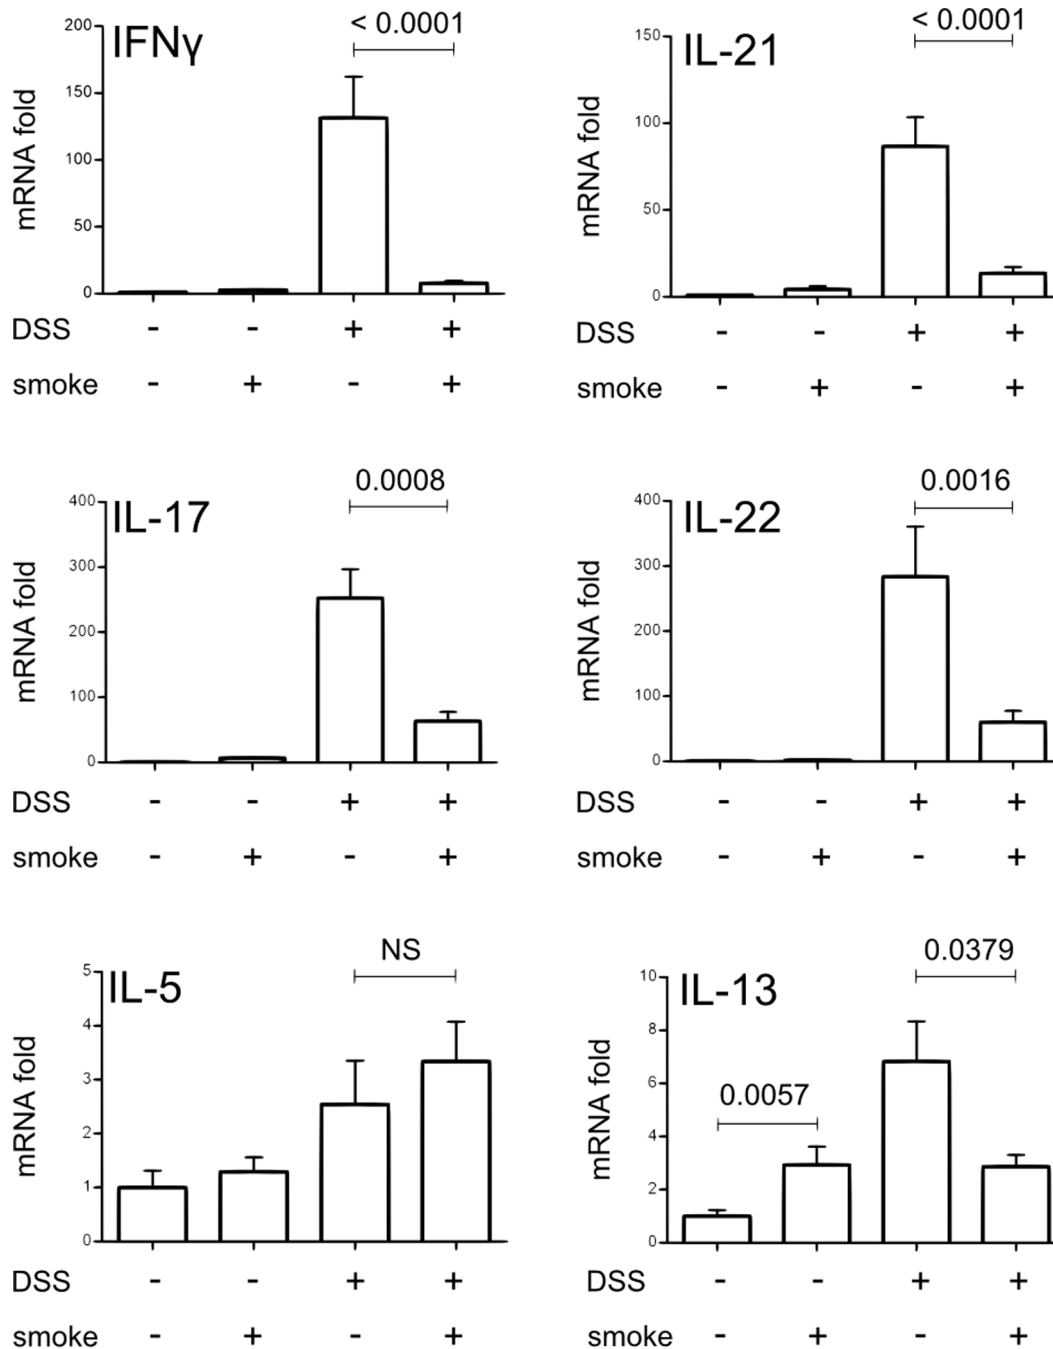 IFNγ
< 0.0001
mRNA fold
200
150
100
50
0
DSS - - + +
smoke - + - +
IL-21
< 0.0001
mRNA fold
150
100
50
0
DSS - - + +
smoke - + - +
IL-17
0.0008
mRNA fold
400
300
200
100
0
DSS - - + +
smoke - + - +
IL-22
0.0016
mRNA fold
400
300
200
100
0
DSS - - + +
smoke - + - +
IL-5
NS
mRNA fold
5
4
3
2
1
0
DSS - - + +
smoke - + - +
IL-13
0.0379
0.0057
mRNA fold
10
8
6
4
2
0
DSS - - + +
smoke - + - +